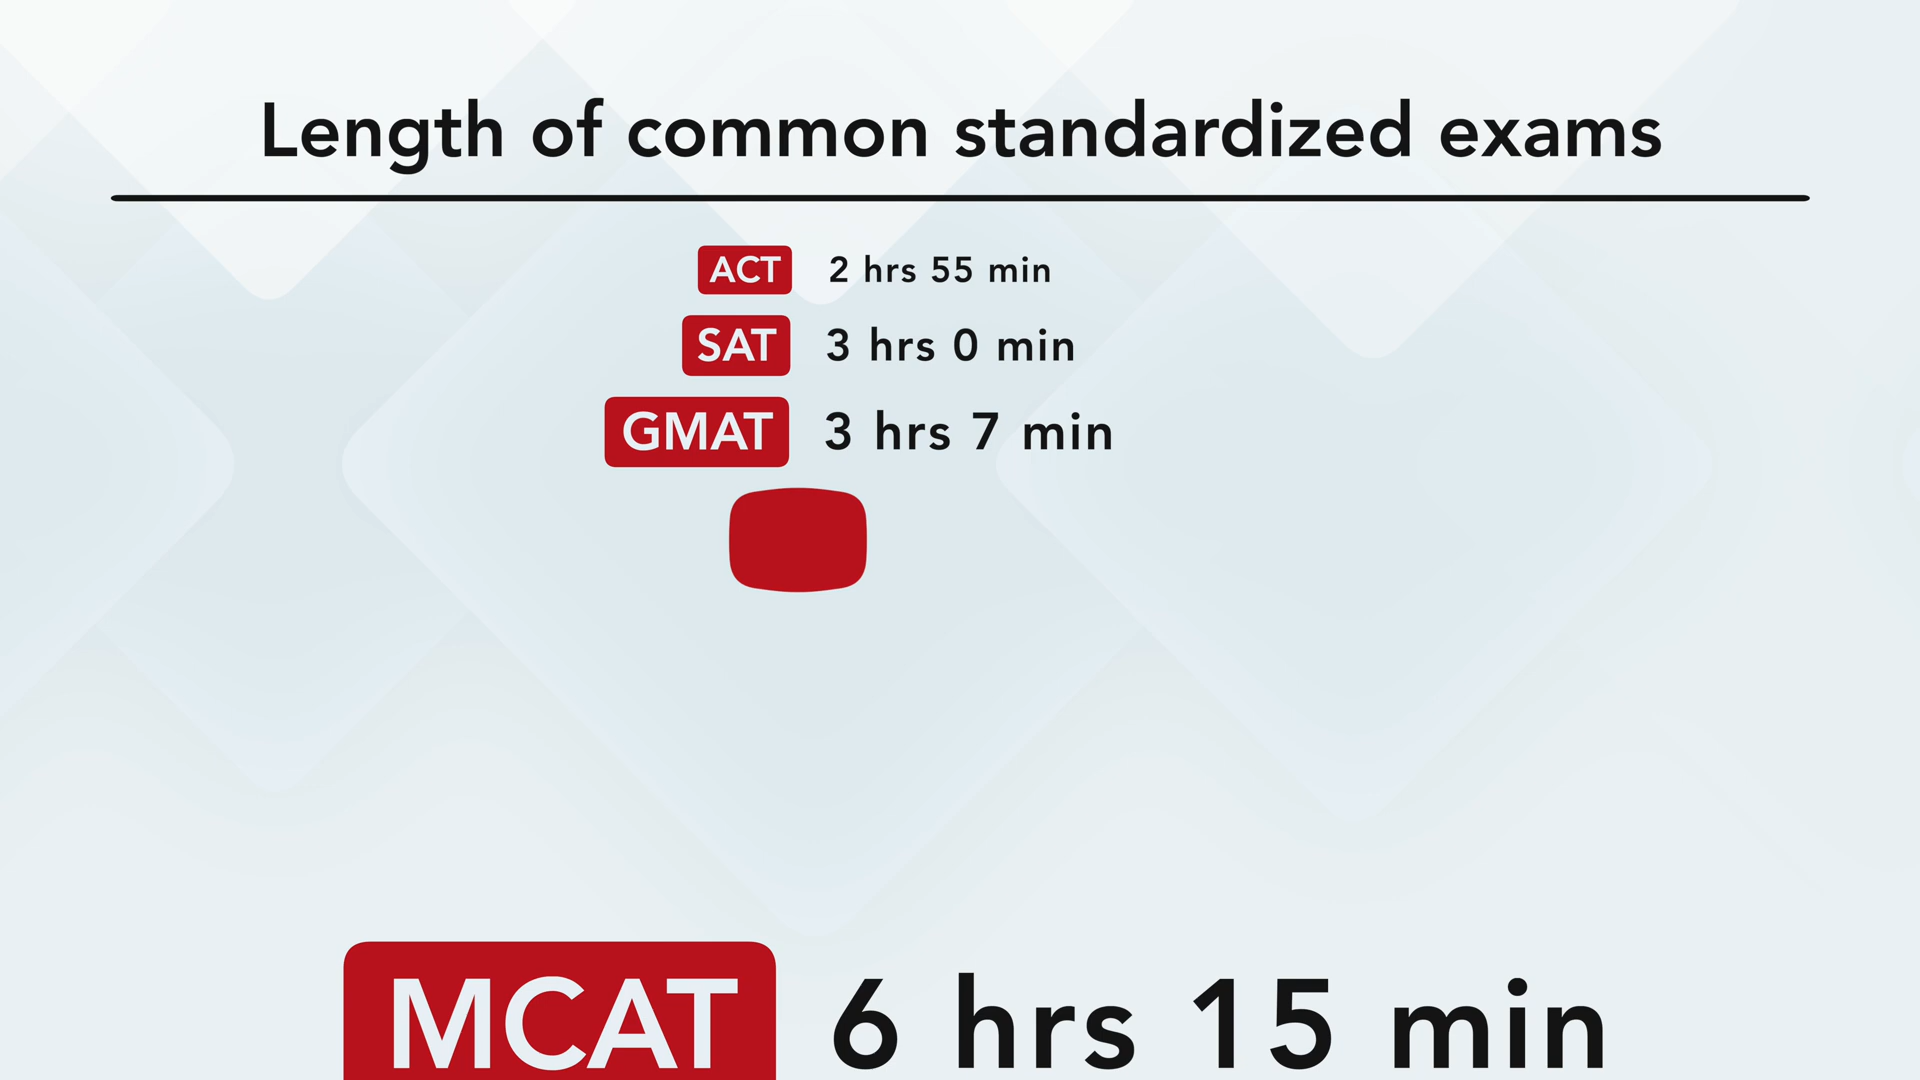 Length of common standardized exams
ACT 2 hrs 55 min
SAT 3 hrs 0 min
GMAT 3 hrs 7 min
MCAT 6 hrs 15 min